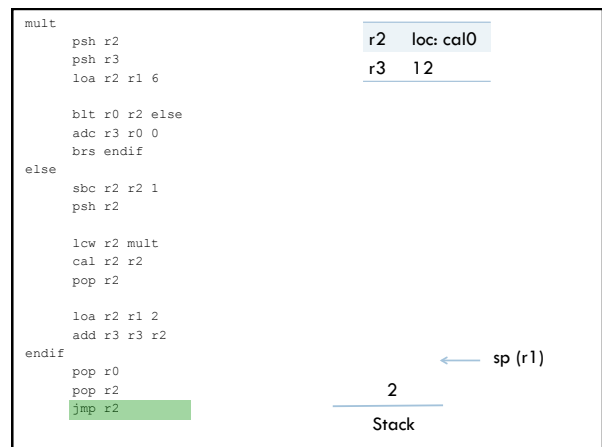 mult
psh r2
psh r3
loa r2 r1 6
blt r0 r2 else
adc r3 r0 0
brs endif
else
sbc r2 r2 1
psh r2
lcw r2 mult
cal r2 r2
pop r2
loa r2 r1 2
add r3 r3 r2
endif
pop r0
pop r2
jmp r2
r2 loc: cal0
r3 12
sp (r1)
2
Stack